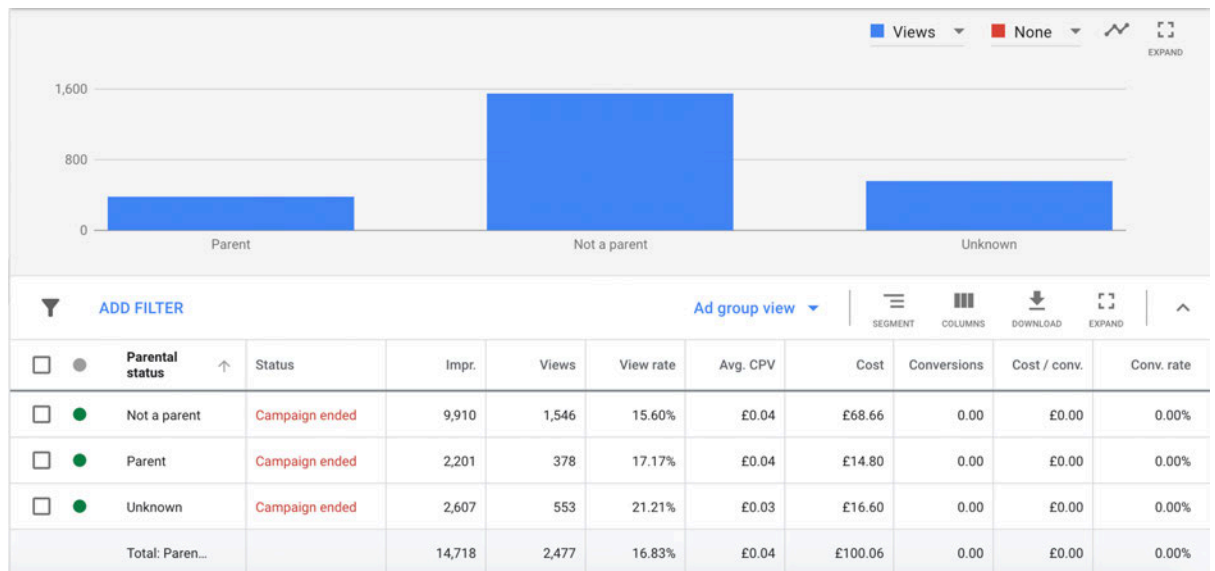 Views None
EXPAND
1,600
800
0
Parent Not a parent Unknown
ADD FILTER Ad group view SEGMENT COLUMNS DOWNLOAD EXPAND
Parental status Status Impr. Views View rate Avg. CPV Cost Conversions Cost / conv. Conv. rate
Not a parent Campaign ended 9,910 1,546 15.60% £0.04 £68.66 0.00 £0.00 0.00%
Parent Campaign ended 2,201 378 17.17% £0.04 £14.80 0.00 £0.00 0.00%
Unknown Campaign ended 2,607 553 21.21% £0.03 £16.60 0.00 £0.00 0.00%
Total: Paren... 14,718 2,477 16.83% £0.04 £100.06 0.00 £0.00 0.00%